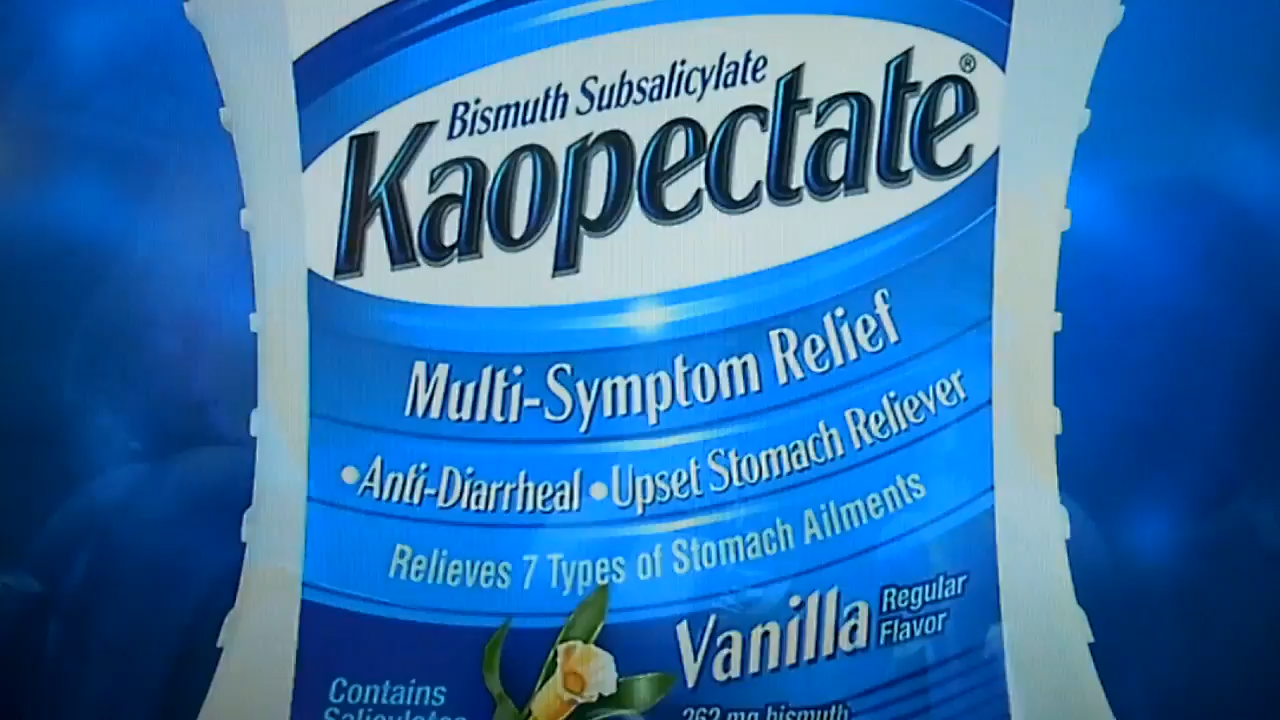 Bismuth Subsalicylate
Kaopectate®
Multi-Symptom Relief
•Anti-Diarrheal •Upset Stomach Reliever
Relieves 7 Types of Stomach Ailments
Vanilla Regular Flavor
Contains
Salicylates
262 mg bismuth